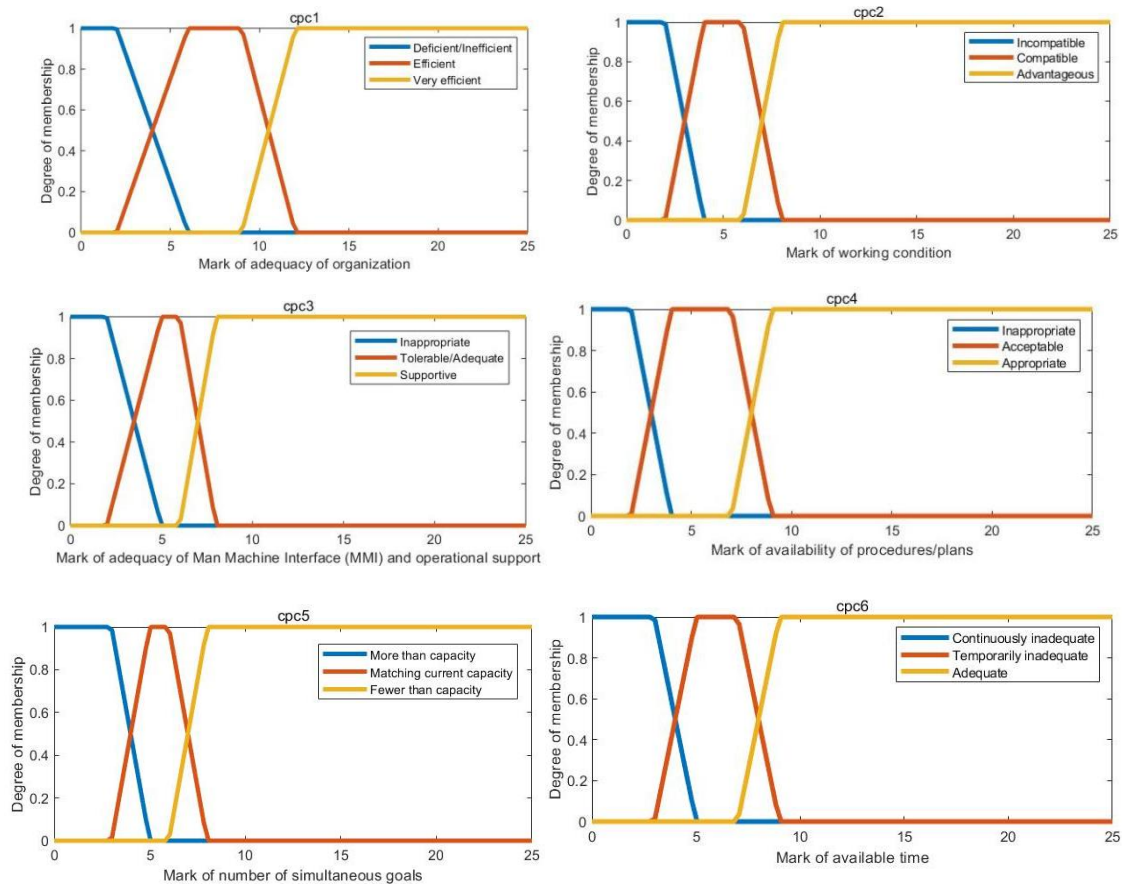 cpc1
1
0.8
0.6
0.4
0.2
0
Degree of membership
Deficient/Inefficient
Efficient
Very efficient
0 5 10 15 20 25
Mark of adequacy of organization
cpc2
1
0.8
0.6
0.4
0.2
0
Degree of membership
Incompatible
Compatible
Advantageous
0 5 10 15 20 25
Mark of working condition
cpc3
1
0.8
0.6
0.4
0.2
0
Degree of membership
Inappropriate
Tolerable/Adequate
Supportive
0 5 10 15 20 25
Mark of adequacy of Man Machine Interface (MMI) and operational support
cpc4
1
0.8
0.6
0.4
0.2
0
Degree of membership
Inappropriate
Acceptable
Appropriate
0 5 10 15 20 25
Mark of availability of procedures/plans
cpc5
1
0.8
0.6
0.4
0.2
0
Degree of membership
More than capacity
Matching current capacity
Fewer than capacity
0 5 10 15 20 25
Mark of number of simultaneous goals
cpc6
1
0.8
0.6
0.4
0.2
0
Degree of membership
Continuously inadequate
Temporarily inadequate
Adequate
0 5 10 15 20 25
Mark of available time